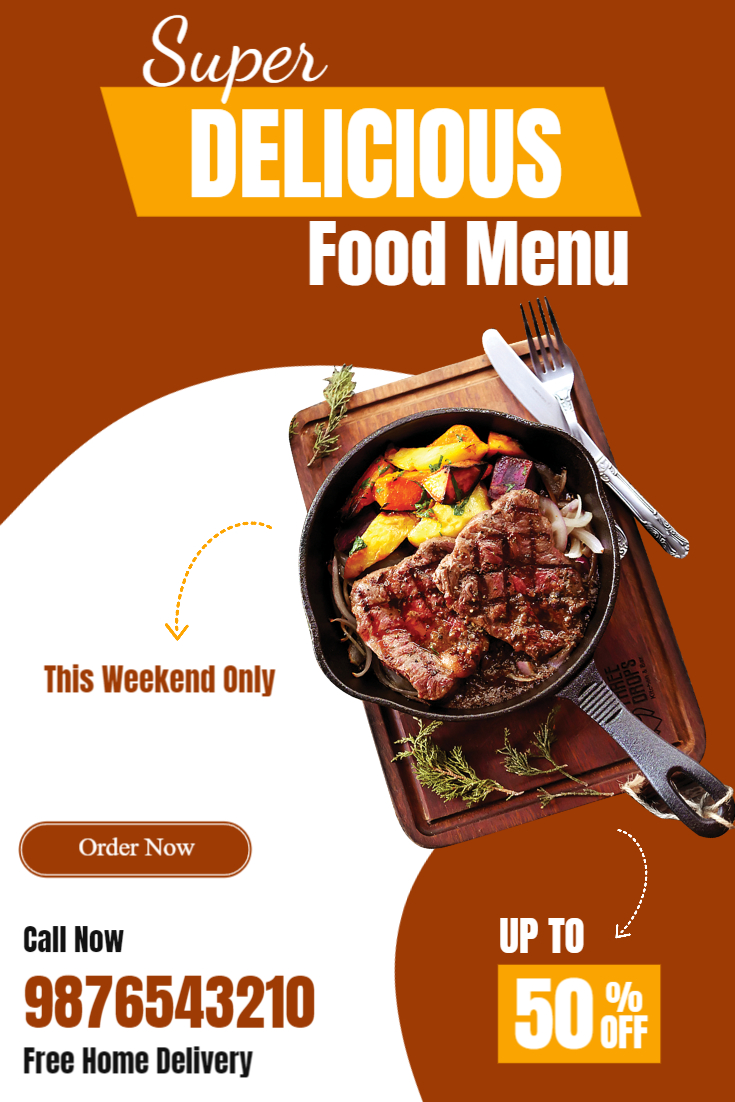 Super
DELICIOUS
Food Menu
This Weekend Only
Order Now
Call Now
9876543210
Free Home Delivery
UP TO
50% OFF